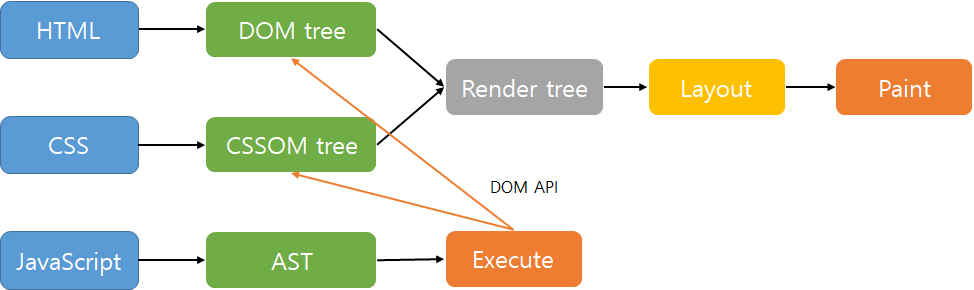 HTML
DOM tree
Render tree
Layout
Paint
CSS
CSSOM tree
DOM API
JavaScript
AST
Execute